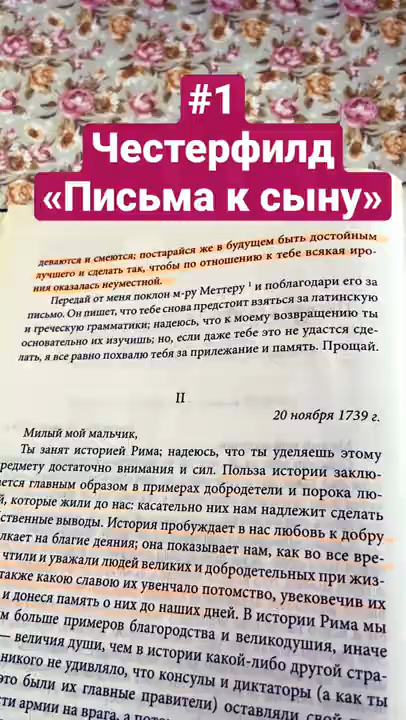 #1
Честерфилд
«Письма к сыну»
деваются и смеются; постарайся же в будущем быть достойным
лучшего и сделать так, чтобы по отношению к тебе всякая иро-
ния оказалась неуместной.
Передай от меня поклон м-ру Меттеру 1 и поблагодари его за
письмо. Он пишет, что тебе снова предстоит взяться за латинскую
и греческую грамматики; надеюсь, что к моему возвращению ты
основательно их изучишь; но, если даже тебе это не удастся сде-
лать, я все равно похвалю тебя за прилежание и память. Прощай.
II
20 ноября 1739 г.
Милый мой мальчик,
Ты занят историей Рима; надеюсь, что ты уделяешь этому
предмету достаточно внимания и сил. Польза истории заклю-
ается главным образом в примерах добродетели и порока лю-
й, которые жили до нас: касательно них нам надлежит сделать
ственные выводы. История пробуждает в нас любовь к добру
лкает на благие деяния; она показывает нам, как во все вре-
чтили и уважали людей великих и добродетельных при жиз-
также какою славою их увенчало потомство, увековечив их
и донеся память о них до наших дней. В истории Рима мы
м больше примеров благородства и великодушия, иначе
— величия души, чем в истории какой-либо другой стра-
никого не удивляло, что консулы и диктаторы (а как ты
это были их главные правители) оставляли свой
сти армии на врага, а